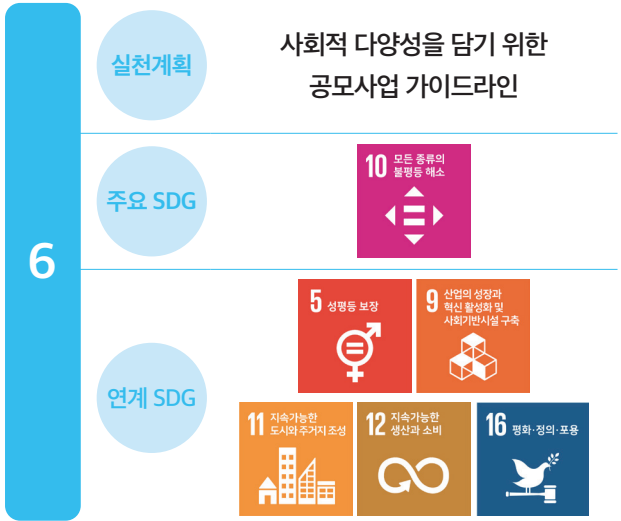 6
실천계획
사회적 다양성을 담기 위한
공모사업 가이드라인
주요 SDG
10 모든 종류의
불평등 해소
연계 SDG
5 성평등 보장
9 산업의 성장과
혁신 활성화 및
사회기반시설 구축
11 지속가능한
도시와 주거지 조성
12 지속가능한
생산과 소비
16 평화·정의·포용